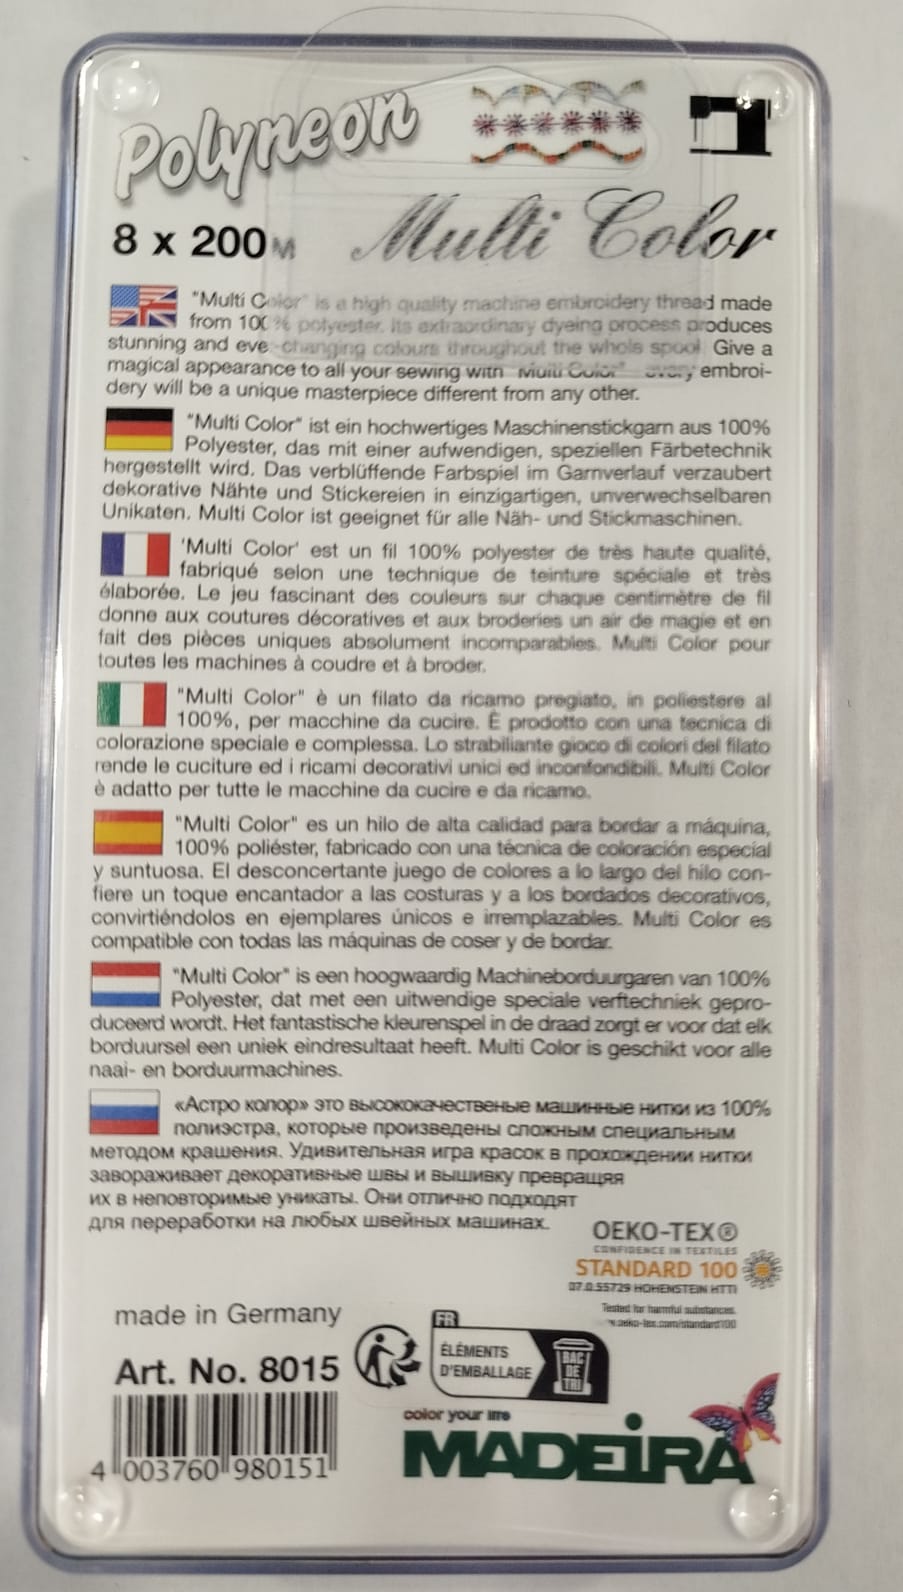 Polyneon
8 x 200M Multi Color
"Multi Color" is a high quality machine embroidery thread made
from 100% polyester. Its extraordinary dyeing process produces
stunning and ever-changing colours throughout the whole spool. Give a
magical appearance to all your sewing with "Multi Color" every embroi-
dery will be a unique masterpiece different from any other.
"Multi Color" ist ein hochwertiges Maschinenstickgarn aus 100%
Polyester, das mit einer aufwendigen, speziellen Färbetechnik
hergestellt wird. Das verblüffende Farbspiel im Garnverlauf verzaubert
dekorative Nähte und Stickereien in einzigartigen, unverwechselbaren
Unikaten. Multi Color ist geeignet für alle Näh- und Stickmaschinen.
'Multi Color' est un fil 100% polyester de très haute qualité,
fabriqué selon une technique de teinture spéciale et très
élaborée. Le jeu fascinant des couleurs sur chaque centimètre de fil
donne aux coutures décoratives et aux broderies un air de magie et en
fait des pièces uniques absolument incomparables. Multi Color pour
toutes les machines à coudre et à broder.
"Multi Color" è un filato da ricamo pregiato, in poliestere al
100%, per macchine da cucire. È prodotto con una tecnica di
colorazione speciale e complessa. Lo strabiliante gioco di colori del filato
rende le cuciture ed i ricami decorativi unici ed inconfondibili. Multi Color
è adatto per tutte le macchine da cucire e da ricamo.
"Multi Color" es un hilo de alta calidad para bordar a máquina,
100% poliéster, fabricado con una técnica de coloración especial
y suntuosa. El desconcertante juego de colores a lo largo del hilo con-
fiere un toque encantador a las costuras y a los bordados decorativos,
convirtiéndolos en ejemplares únicos e irremplazables. Multi Color es
compatible con todas las máquinas de coser y de bordar.
"Multi Color" is een hoogwaardig Machineborduurgaren van 100%
Polyester, dat met een uitwendige speciale verftechniek gepro-
duceerd wordt. Het fantastische kleurenspel in de draad zorgt er voor dat elk
borduursel een uniek eindresultaat heeft. Multi Color is geschikt voor alle
naai- en borduurmachines.
«Астро колор» это высококачественые машинные нитки из 100%
полиэстра, которые произведены сложным специальным
методом крашения. Удивительная игра красок в прохождении нитки
завораживает декоративные швы и вышивку превращяя
их в неповторимые уникаты. Они отлично подходят
для переработки на любых швейных машинах.
OEKO-TEX®
CONFIDENCE IN TEXTILES
STANDARD 100
07.0.55729 HOHENSTEIN HTTI
Tested for harmful substances.
made in Germany
FR
ÉLÉMENTS
D'EMBALLAGE
BAC
DE
TRI
Art. No. 8015
color your life
MADEIRA
4 003760 980151